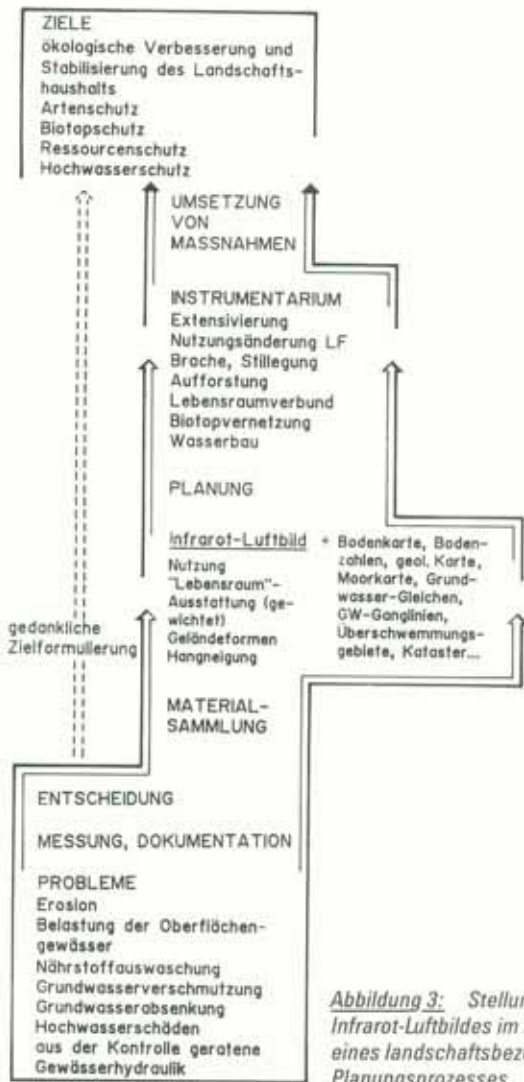 ZIELE
ökologische Verbesserung und
Stabilisierung des Landschafts-
haushalts
Artenschutz
Biotopschutz
Ressourcenschutz
Hochwasserschutz
UMSETZUNG
VON
MASSNAHMEN
INSTRUMENTARIUM
Extensivierung
Nutzungsänderung LF
Brache, Stillegung
Aufforstung
Lebensraumverbund
Biotopvernetzung
Wasserbau
PLANUNG
Infrarot-Luftbild
Nutzung
"Lebensraum"-
Ausstattung (ge-
wichtet)
Geländeformen
Hangneigung
+ Bodenkarte, Boden-
zahlen, geol. Karte,
Moorkarte, Grund-
wasser-Gleichen,
GW-Ganglinien,
Überschwemmungs-
gebiete, Kataster...
gedankliche
Zielformulierung
MATERIAL-
SAMMLUNG
ENTSCHEIDUNG
MESSUNG, DOKUMENTATION
PROBLEME
Erosion
Belastung der Oberflächen-
gewässer
Nährstoffauswaschung
Grundwasserverschmutzung
Grundwasserabsenkung
Hochwasserschäden
aus der Kontrolle geratene
Gewässerhydraulik
Abbildung 3:
Infrarot-Luftbildes im
eines
Planungsprozesses